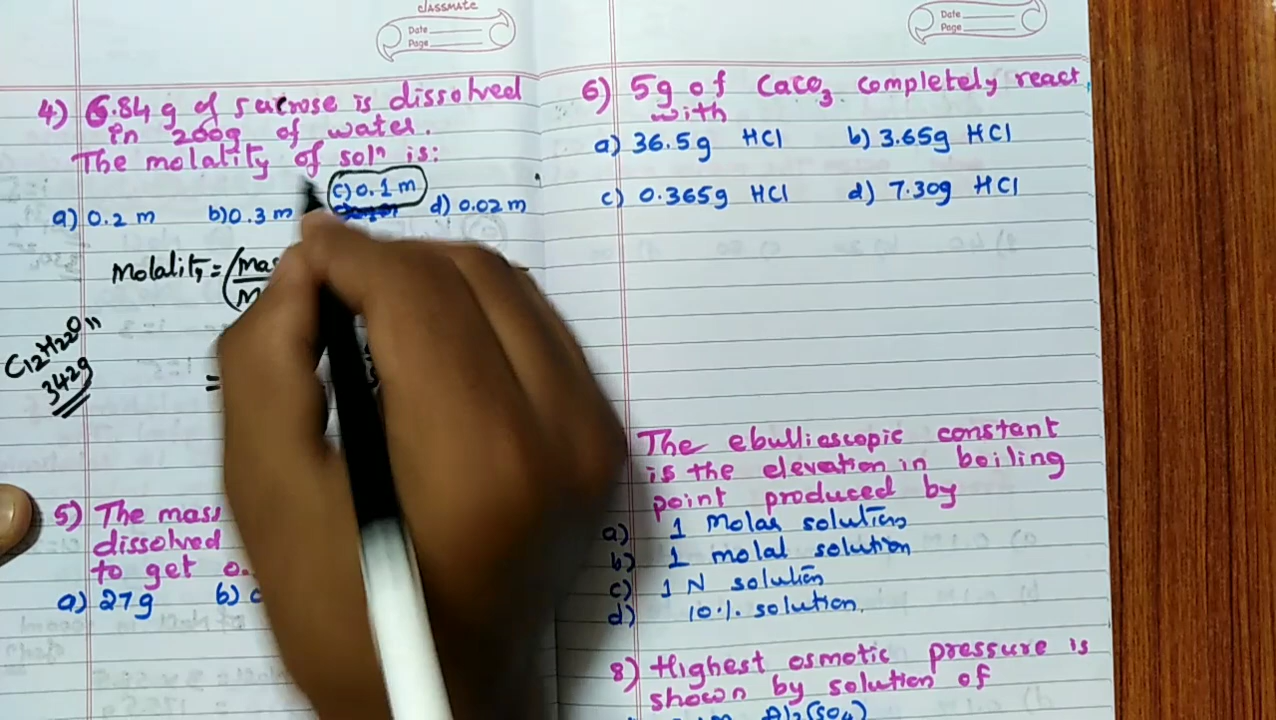 classmate
Date
Page
Date
Page
4) 6.84 g of sucrose is dissolved
in 200g of water.
The molality of soln is:
c) 0.1 m
a) 0.2 m b) 0.3 m d) 0.02 m
Molality = (mas
M
C12H22O11
342g
=
5) The mass
dissolved
to get 0.
a) 27g b)
6) 5g of CaCO3 completely react
with
a) 36.5g HCl b) 3.65g HCl
c) 0.365g HCl d) 7.30g HCl
The ebullioscopic constant
is the elevation in boiling
point produced by
a) 1 Molar solution
b) 1 molal solution
c) 1 N solution
d) 10%. solution.
8) Highest osmotic pressure is
shown by solution of
Al2(SO4)